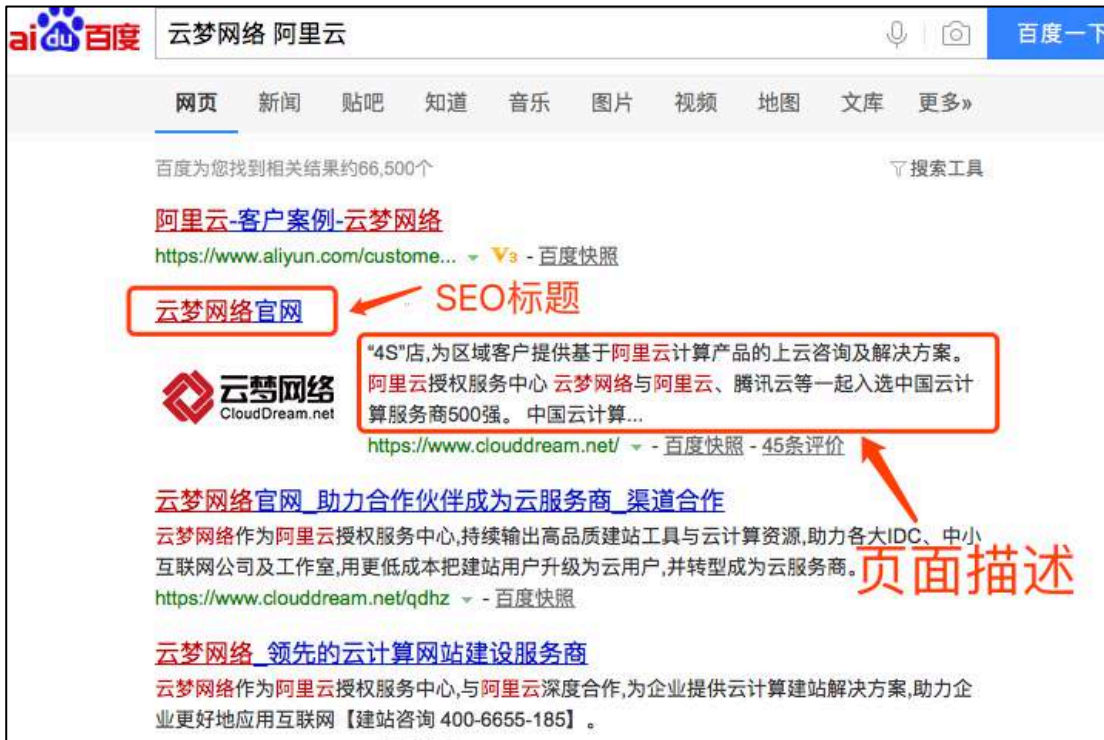 ai du 百度 云梦网络 阿里云 百度一下
网页 新闻 贴吧 知道 音乐 图片 视频 地图 文库 更多»
百度为您找到相关结果约66,500个 搜索工具
阿里云-客户案例-云梦网络
https://www.aliyun.com/custome... V3 - 百度快照
云梦网络官网 SEO标题
“4S”店,为区域客户提供基于阿里云计算产品的上云咨询及解决方案。
阿里云授权服务中心 云梦网络与阿里云、腾讯云等一起入选中国云计
算服务商500强。 中国云计算...
云梦网络
CloudDream.net
https://www.clouddream.net/ - 百度快照 - 45条评价
云梦网络官网_助力合作伙伴成为云服务商_渠道合作
云梦网络作为阿里云授权服务中心,持续输出高品质建站工具与云计算资源,助力各大IDC、中小
互联网公司及工作室,用更低成本把建站用户升级为云用户,并转型成为云服务商。
页面描述
https://www.clouddream.net/qdhz - 百度快照
云梦网络_领先的云计算网站建设服务商
云梦网络作为阿里云授权服务中心,与阿里云深度合作,为企业提供云计算建站解决方案,助力企
业更好地应用互联网【建站咨询 400-6655-185】。